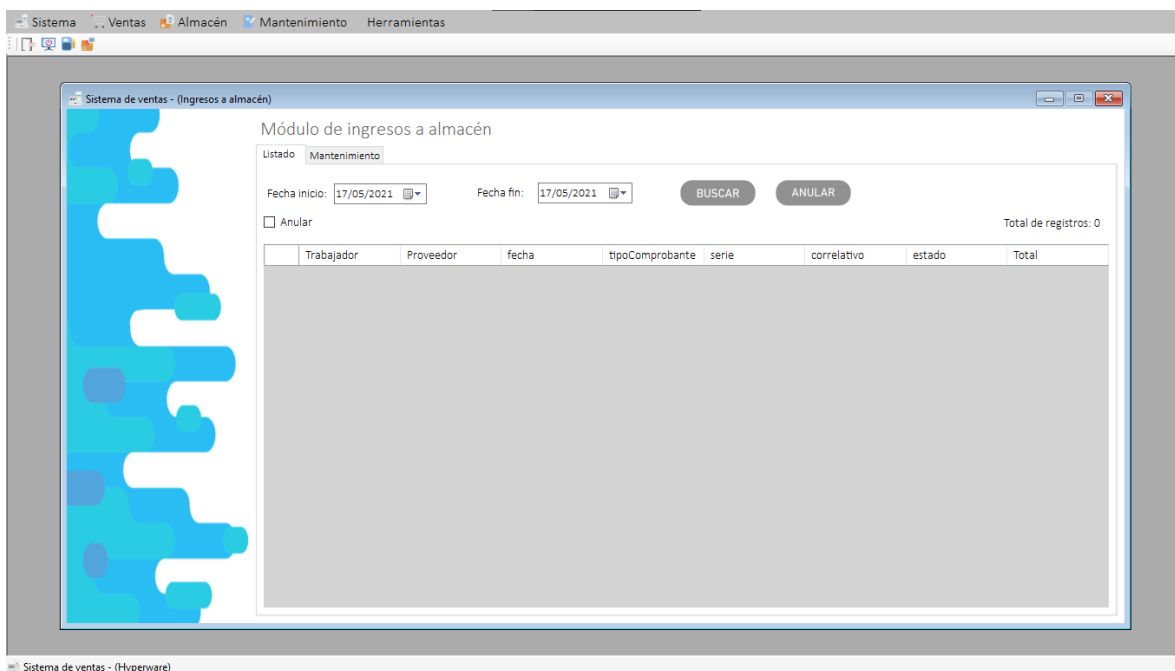 Sistema Ventas Almacén Mantenimiento Herramientas
Sistema de ventas - (Ingresos a almacén)
Módulo de ingresos a almacén
Listado Mantenimiento
Fecha inicio: 17/05/2021 Fecha fin: 17/05/2021 BUSCAR ANULAR
Anular
Total de registros: 0
Trabajador Proveedor fecha tipoComprobante serie correlativo estado Total
Sistema de ventas - (Hyperware)